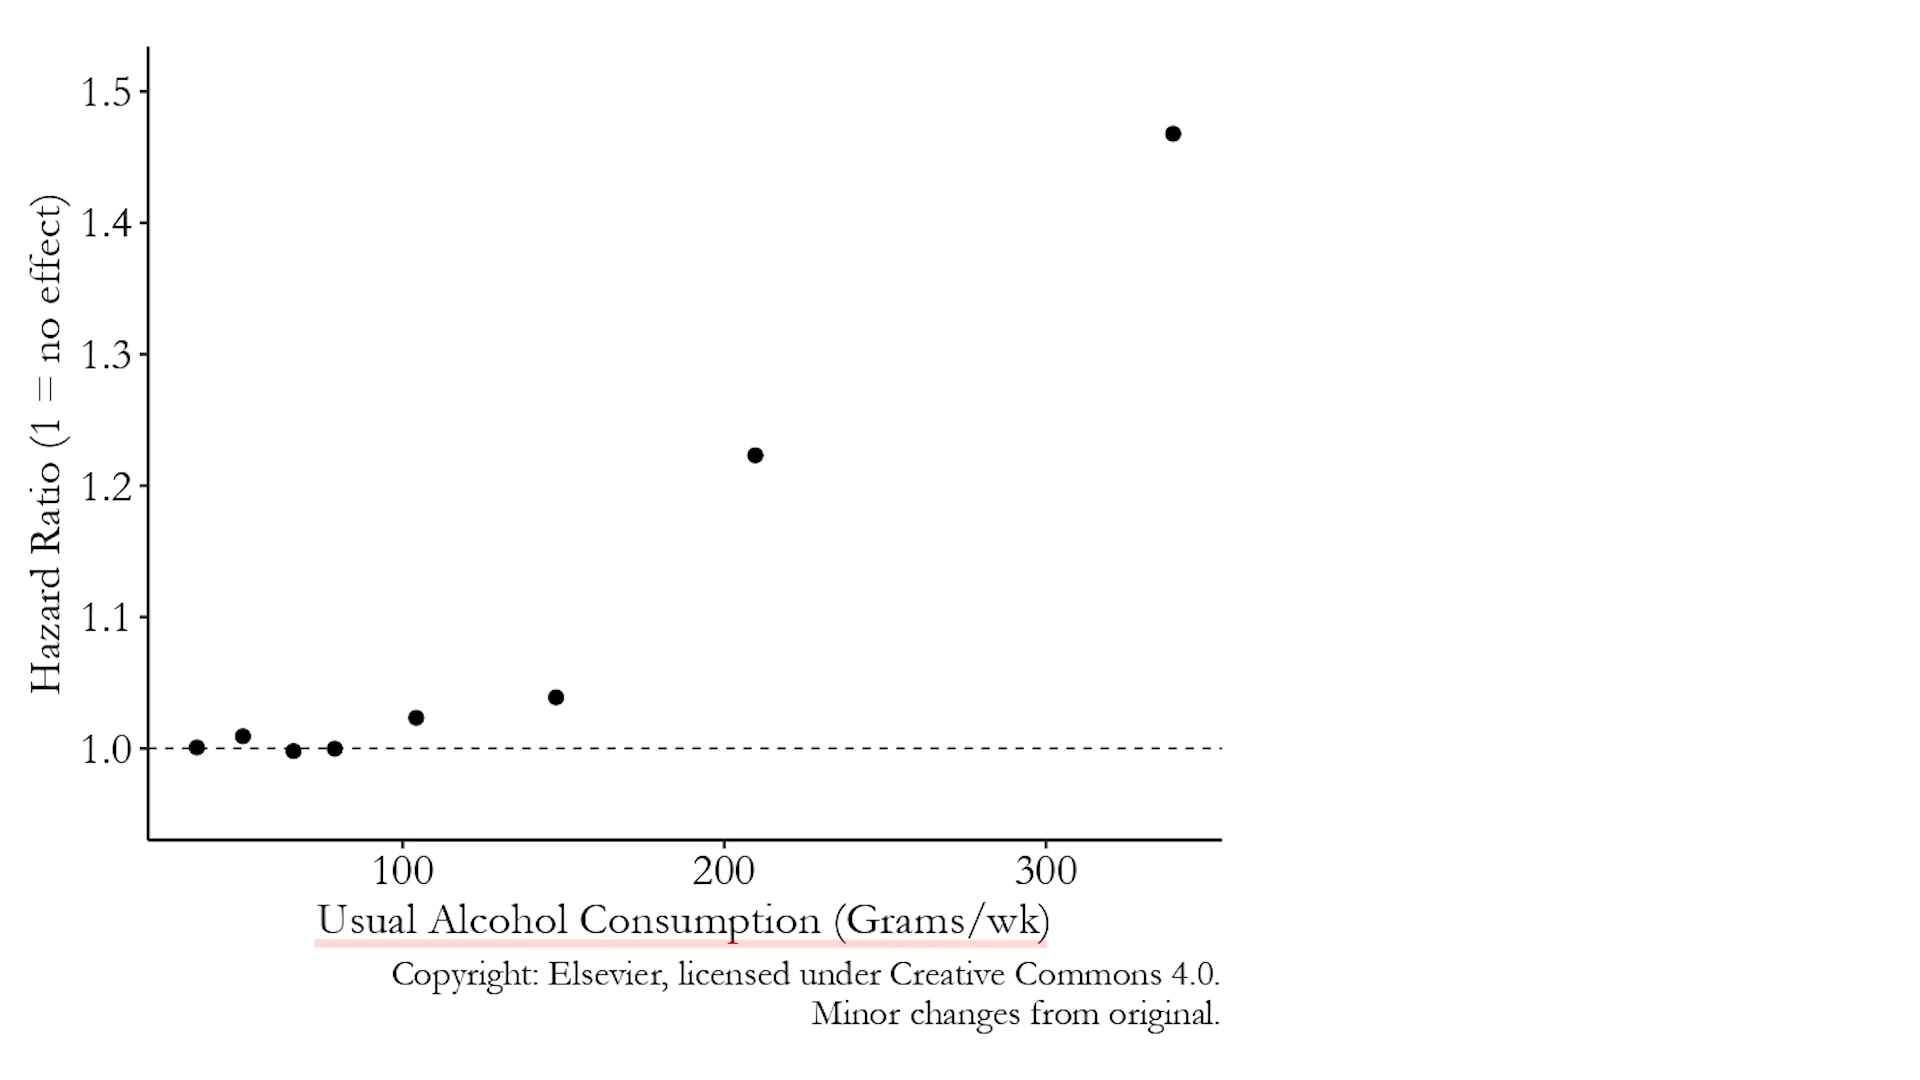 Hazard Ratio (1 = no effect)
1.5
1.4
1.3
1.2
1.1
1.0
100 200 300
Usual Alcohol Consumption (Grams/wk)
Copyright: Elsevier, licensed under Creative Commons 4.0.
Minor changes from original.